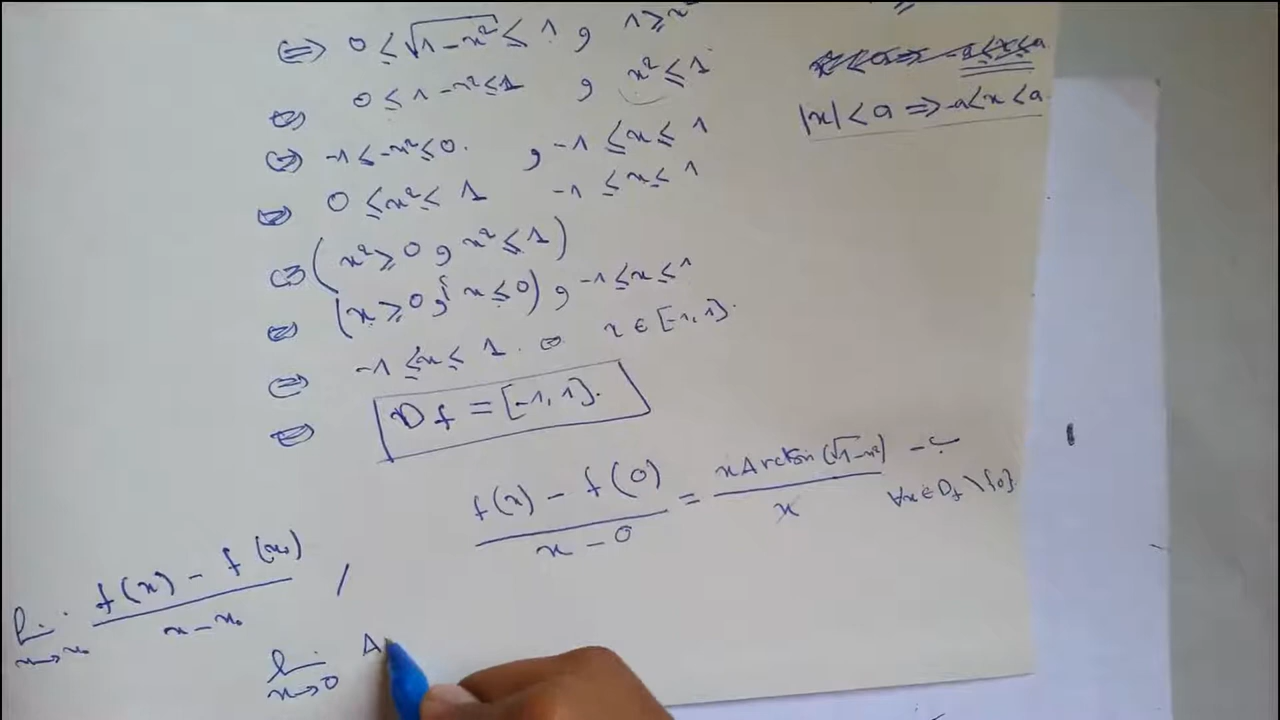 ⇔ 0 ≤ √1-x² ≤ 1 , 1 ≥ x²
⇔ 0 ≤ 1-x² ≤ 1 , x² ≤ 1
⇔ -1 ≤ -x² ≤ 0 . , -1 ≤ x ≤ 1
⇔ 0 ≤ x² ≤ 1 -1 ≤ x ≤ 1
⇔ (x² ≥ 0 , x² ≤ 1)
⇔ (x ≥ 0 , x ≤ 0) , -1 ≤ x ≤ 1
⇔ -1 ≤ x ≤ 1 . ⇔ x ∈ [-1,1].
⇔ Df = [-1,1].
|x| < a ⇒ -a < x < a
f(x) - f(0) / x - 0 = x Arcsin(√1-x²) / x - ب
∀x ∈ Df \ {0}.
lim x→x₀ f(x) - f(x₀) / x - x₀ /
lim x→0 A